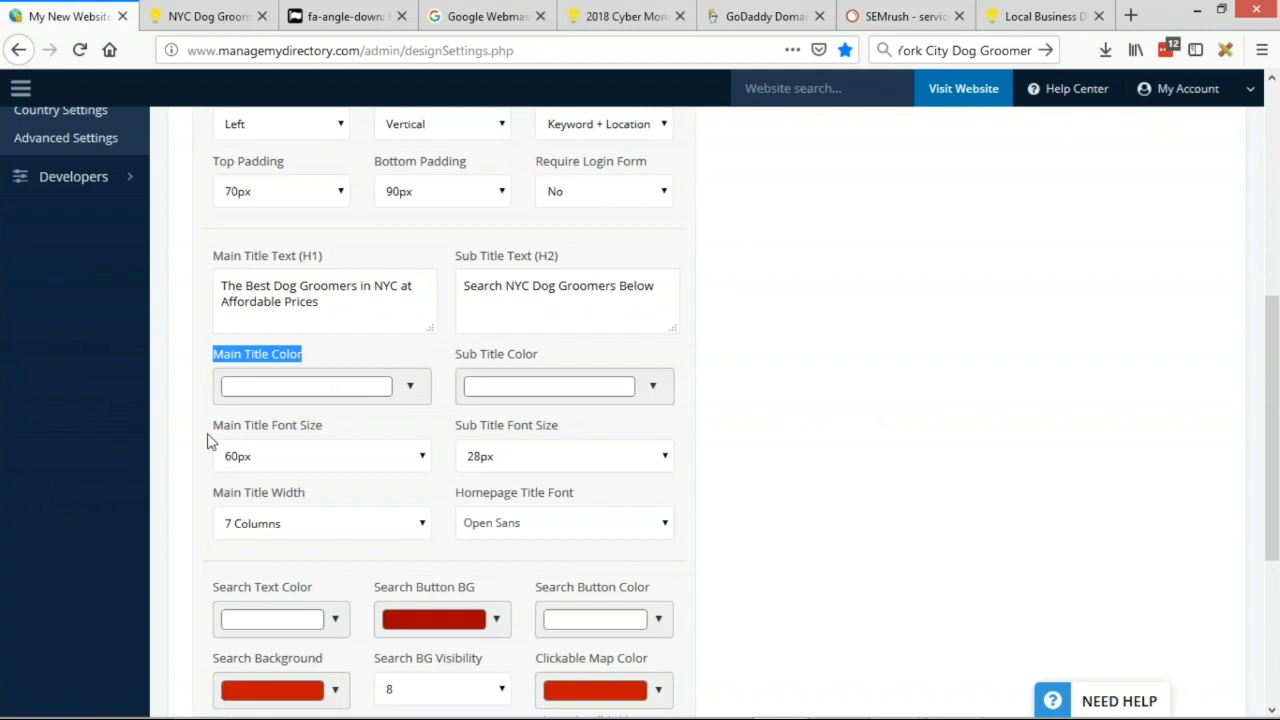 My New Website
NYC Dog Groom
fa-angle-down: F
Google Webmas
2018 Cyber Mon
GoDaddy Domai
SEMrush - servic
Local Business D
www.managemydirectory.com/admin/designSettings.php
York City Dog Groomer
12
Website search...
Visit Website
Help Center
My Account
Country Settings
Advanced Settings
Developers
Left
Vertical
Keyword + Location
Top Padding
Bottom Padding
Require Login Form
70px
90px
No
Main Title Text (H1)
Sub Title Text (H2)
The Best Dog Groomers in NYC at
Affordable Prices
Search NYC Dog Groomers Below
Main Title Color
Sub Title Color
Main Title Font Size
Sub Title Font Size
60px
28px
Main Title Width
Homepage Title Font
7 Columns
Open Sans
Search Text Color
Search Button BG
Search Button Color
Search Background
Search BG Visibility
Clickable Map Color
8
NEED HELP